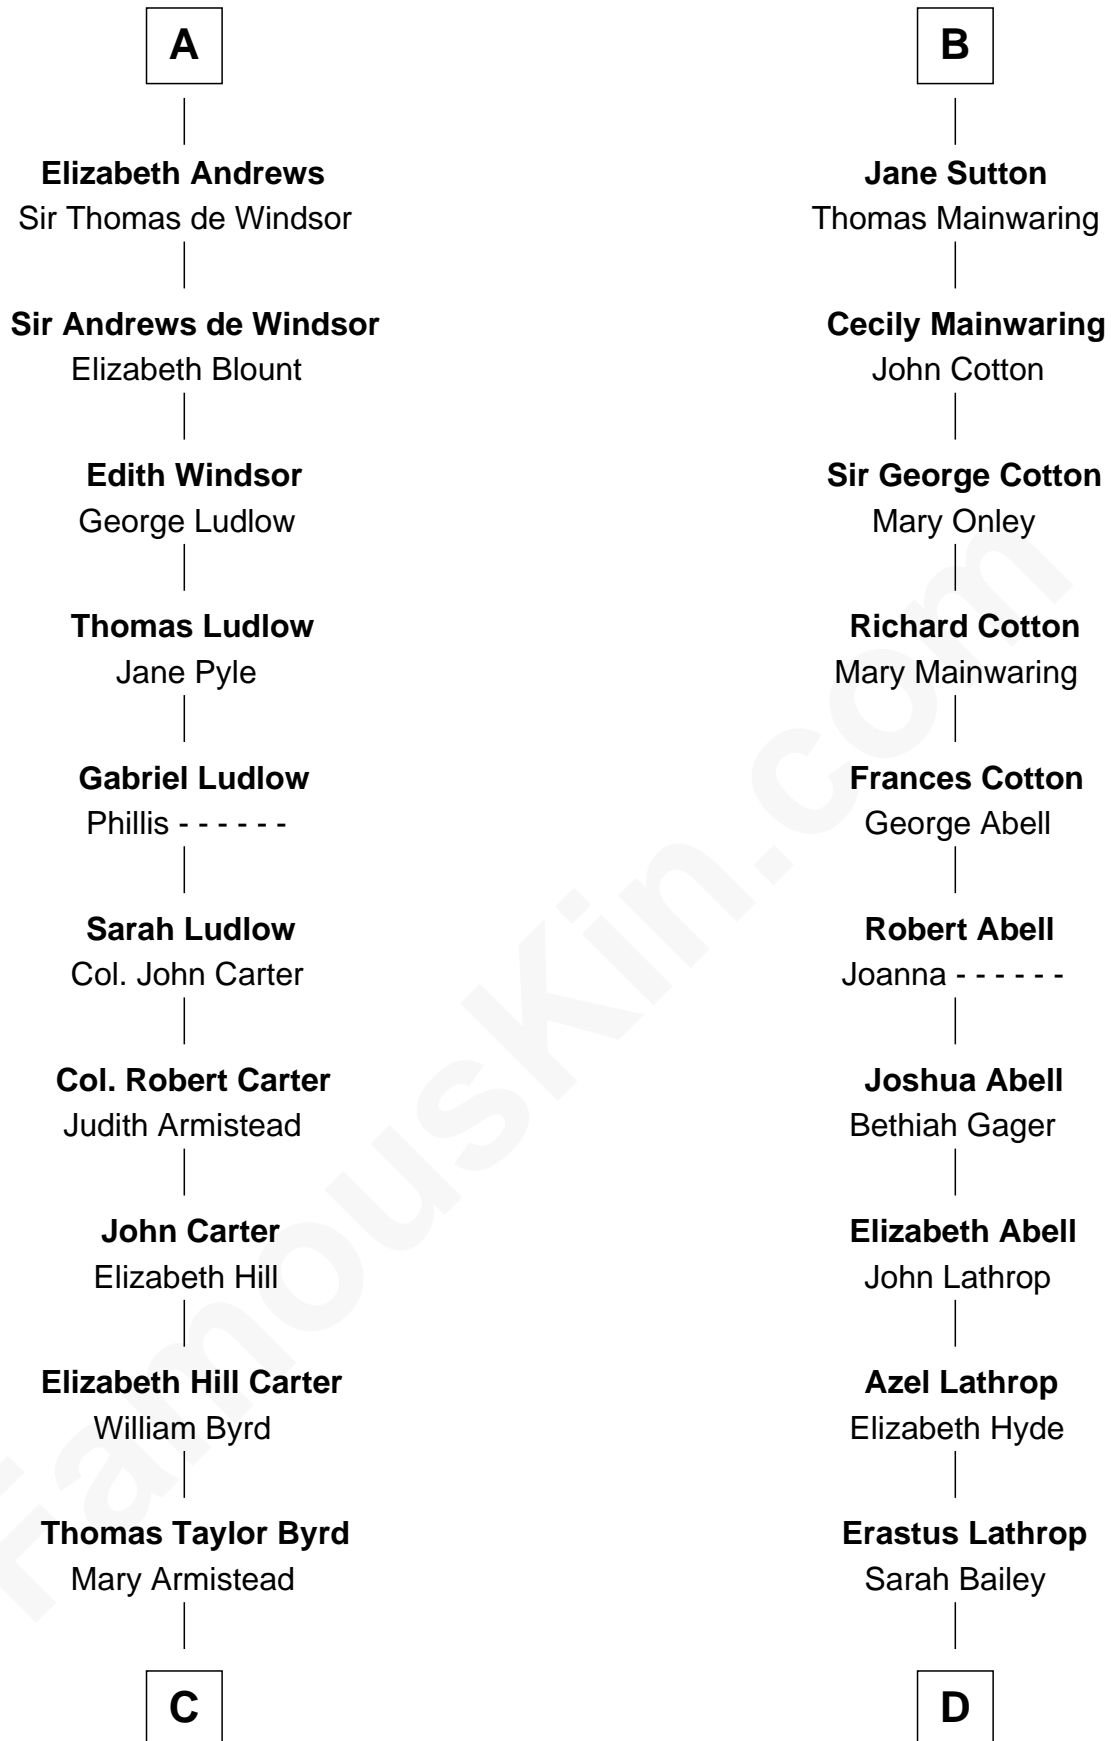 A
Elizabeth Andrews
Sir Thomas de Windsor
Sir Andrews de Windsor
Elizabeth Blount
Edith Windsor
George Ludlow
Thomas Ludlow
Jane Pyle
Gabriel Ludlow
Phillis - - - - - -
Sarah Ludlow
Col. John Carter
Col. Robert Carter
Judith Armistead
John Carter
Elizabeth Hill
Elizabeth Hill Carter
William Byrd
Thomas Taylor Byrd
Mary Armistead
C
B
Jane Sutton
Thomas Mainwaring
Cecily Mainwaring
John Cotton
Sir George Cotton
Mary Onley
Richard Cotton
Mary Mainwaring
Frances Cotton
George Abell
Robert Abell
Joanna - - - - - -
Joshua Abell
Bethiah Gager
Elizabeth Abell
John Lathrop
Azel Lathrop
Elizabeth Hyde
Erastus Lathrop
Sarah Bailey
D
FamousKin.com